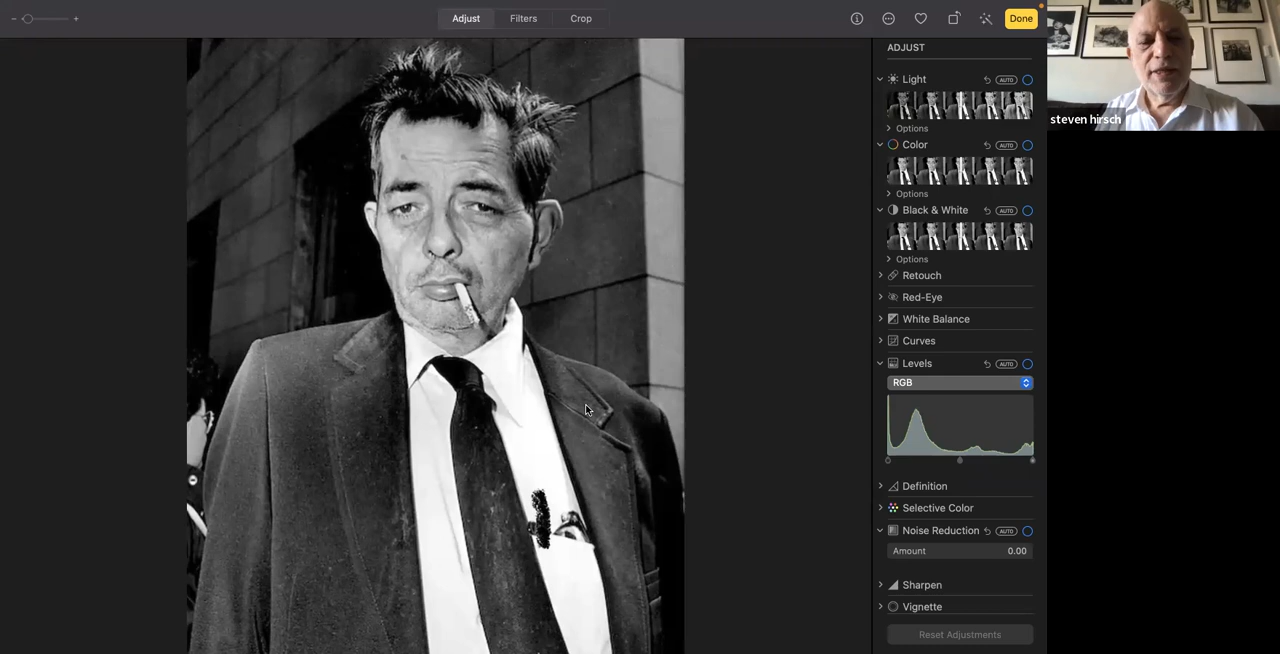 Adjust
Filters
Crop
Done
steven hirsch
ADJUST
Light
AUTO
Options
Color
AUTO
Options
Black & White
AUTO
Options
Retouch
Red-Eye
White Balance
Curves
Levels
AUTO
RGB
Definition
Selective Color
Noise Reduction
AUTO
Amount 0.00
Sharpen
Vignette
Reset Adjustments